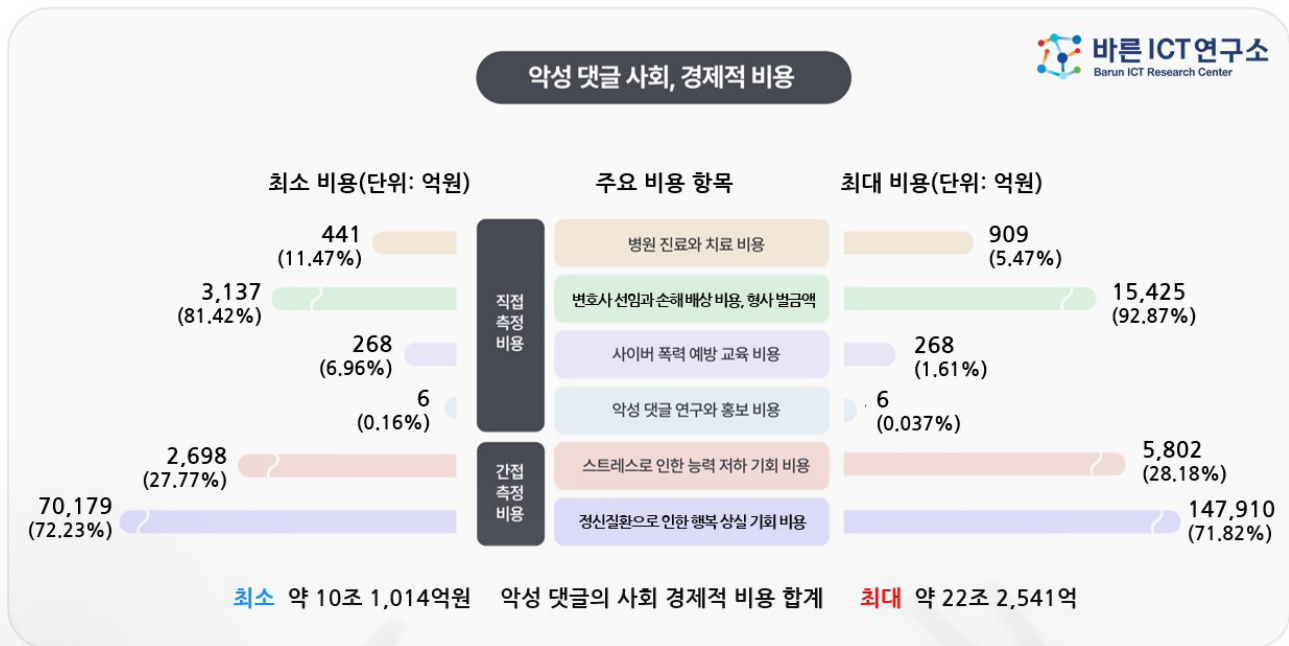 바른 ICT연구소
Barun ICT Research Center
악성 댓글 사회, 경제적 비용
최소 비용(단위: 억원) 주요 비용 항목 최대 비용(단위: 억원)
직접
측정
비용
441
(11.47%)
병원 진료와 치료 비용
909
(5.47%)
3,137
(81.42%)
변호사 선임과 손해 배상 비용, 형사 벌금액
15,425
(92.87%)
268
(6.96%)
사이버 폭력 예방 교육 비용
268
(1.61%)
6
(0.16%)
악성 댓글 연구와 홍보 비용
6
(0.037%)
간접
측정
비용
2,698
(27.77%)
스트레스로 인한 능력 저하 기회 비용
5,802
(28.18%)
70,179
(72.23%)
정신질환으로 인한 행복 상실 기회 비용
147,910
(71.82%)
최소 약 10조 1,014억원 악성 댓글의 사회 경제적 비용 합계 최대 약 22조 2,541억